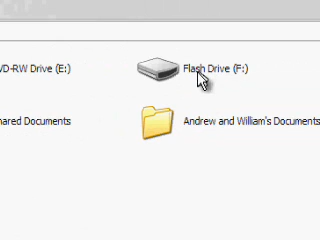 VD-RW Drive (E:)
Flash Drive (F:)
hared Documents
Andrew and William's Documents